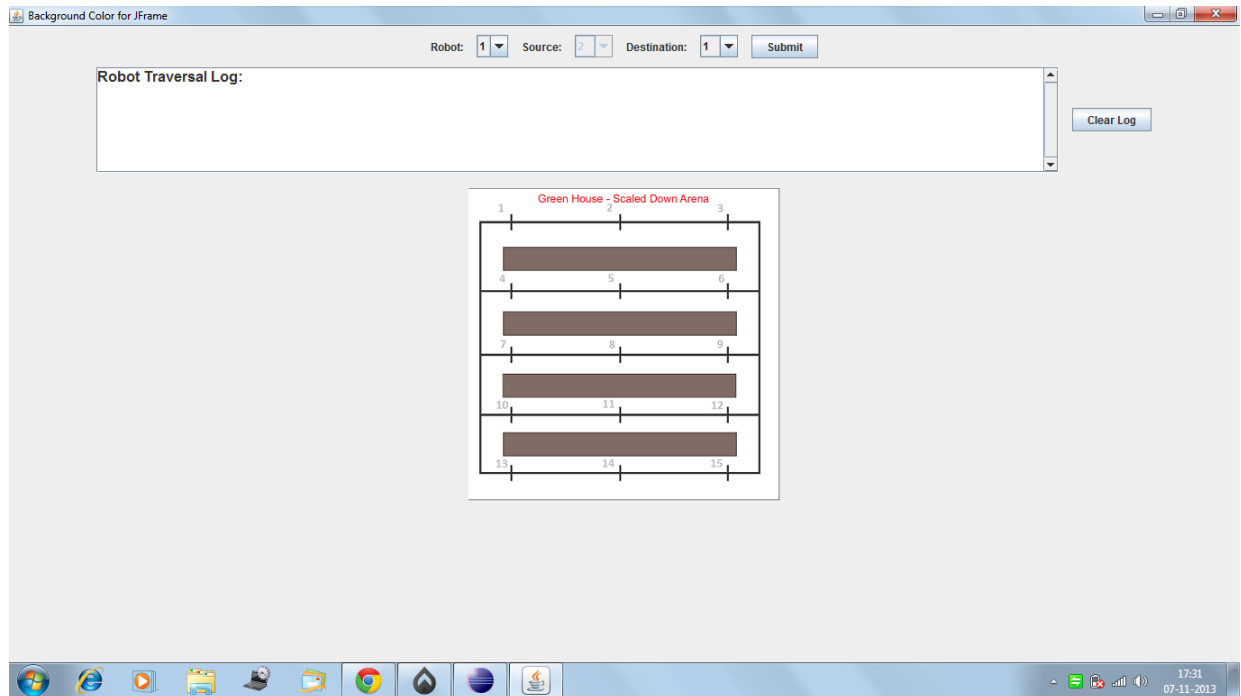 Background Color for JFrame
Robot: 1 Source: 2 Destination: 1 Submit
Robot Traversal Log:
Clear Log
Green House - Scaled Down Arena
1 2 3
4 5 6
7 8 9
10 11 12
13 14 15
17:31
07-11-2013